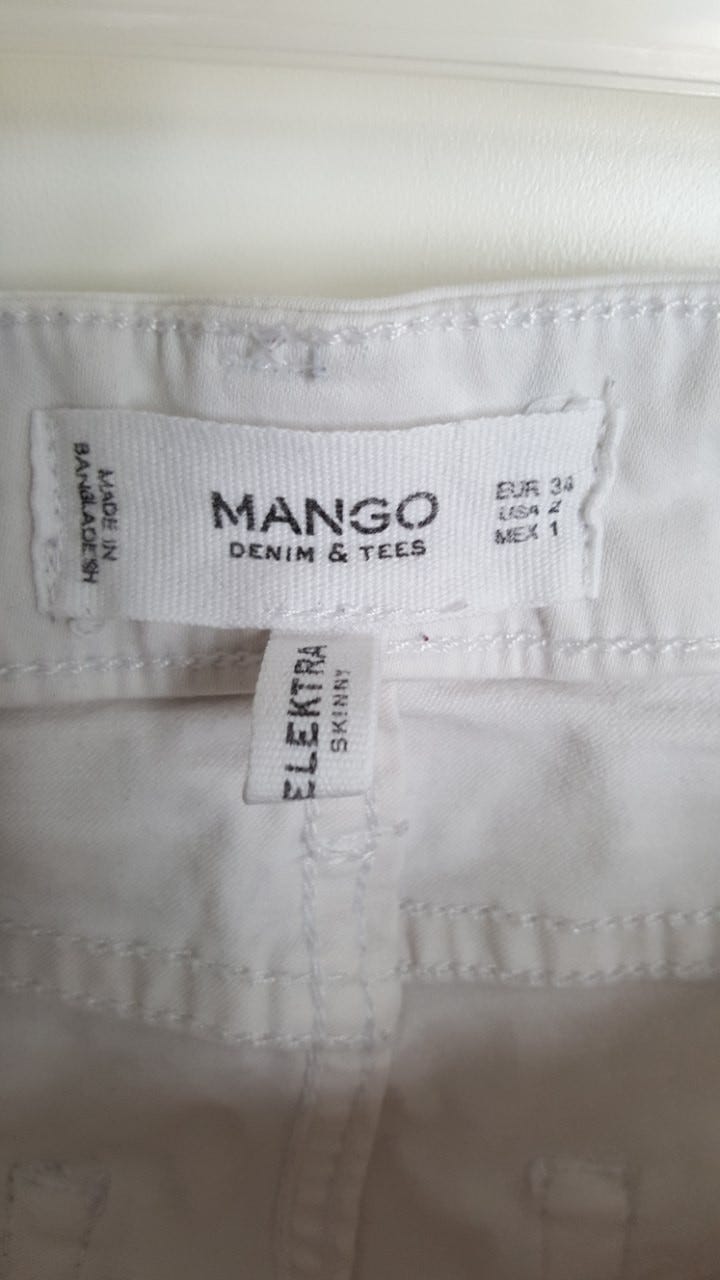 MADE IN
BANGLADESH
MANGO
DENIM & TEES
EUR 34
USA 2
MEX 1
ELEKTRA
SKINNY